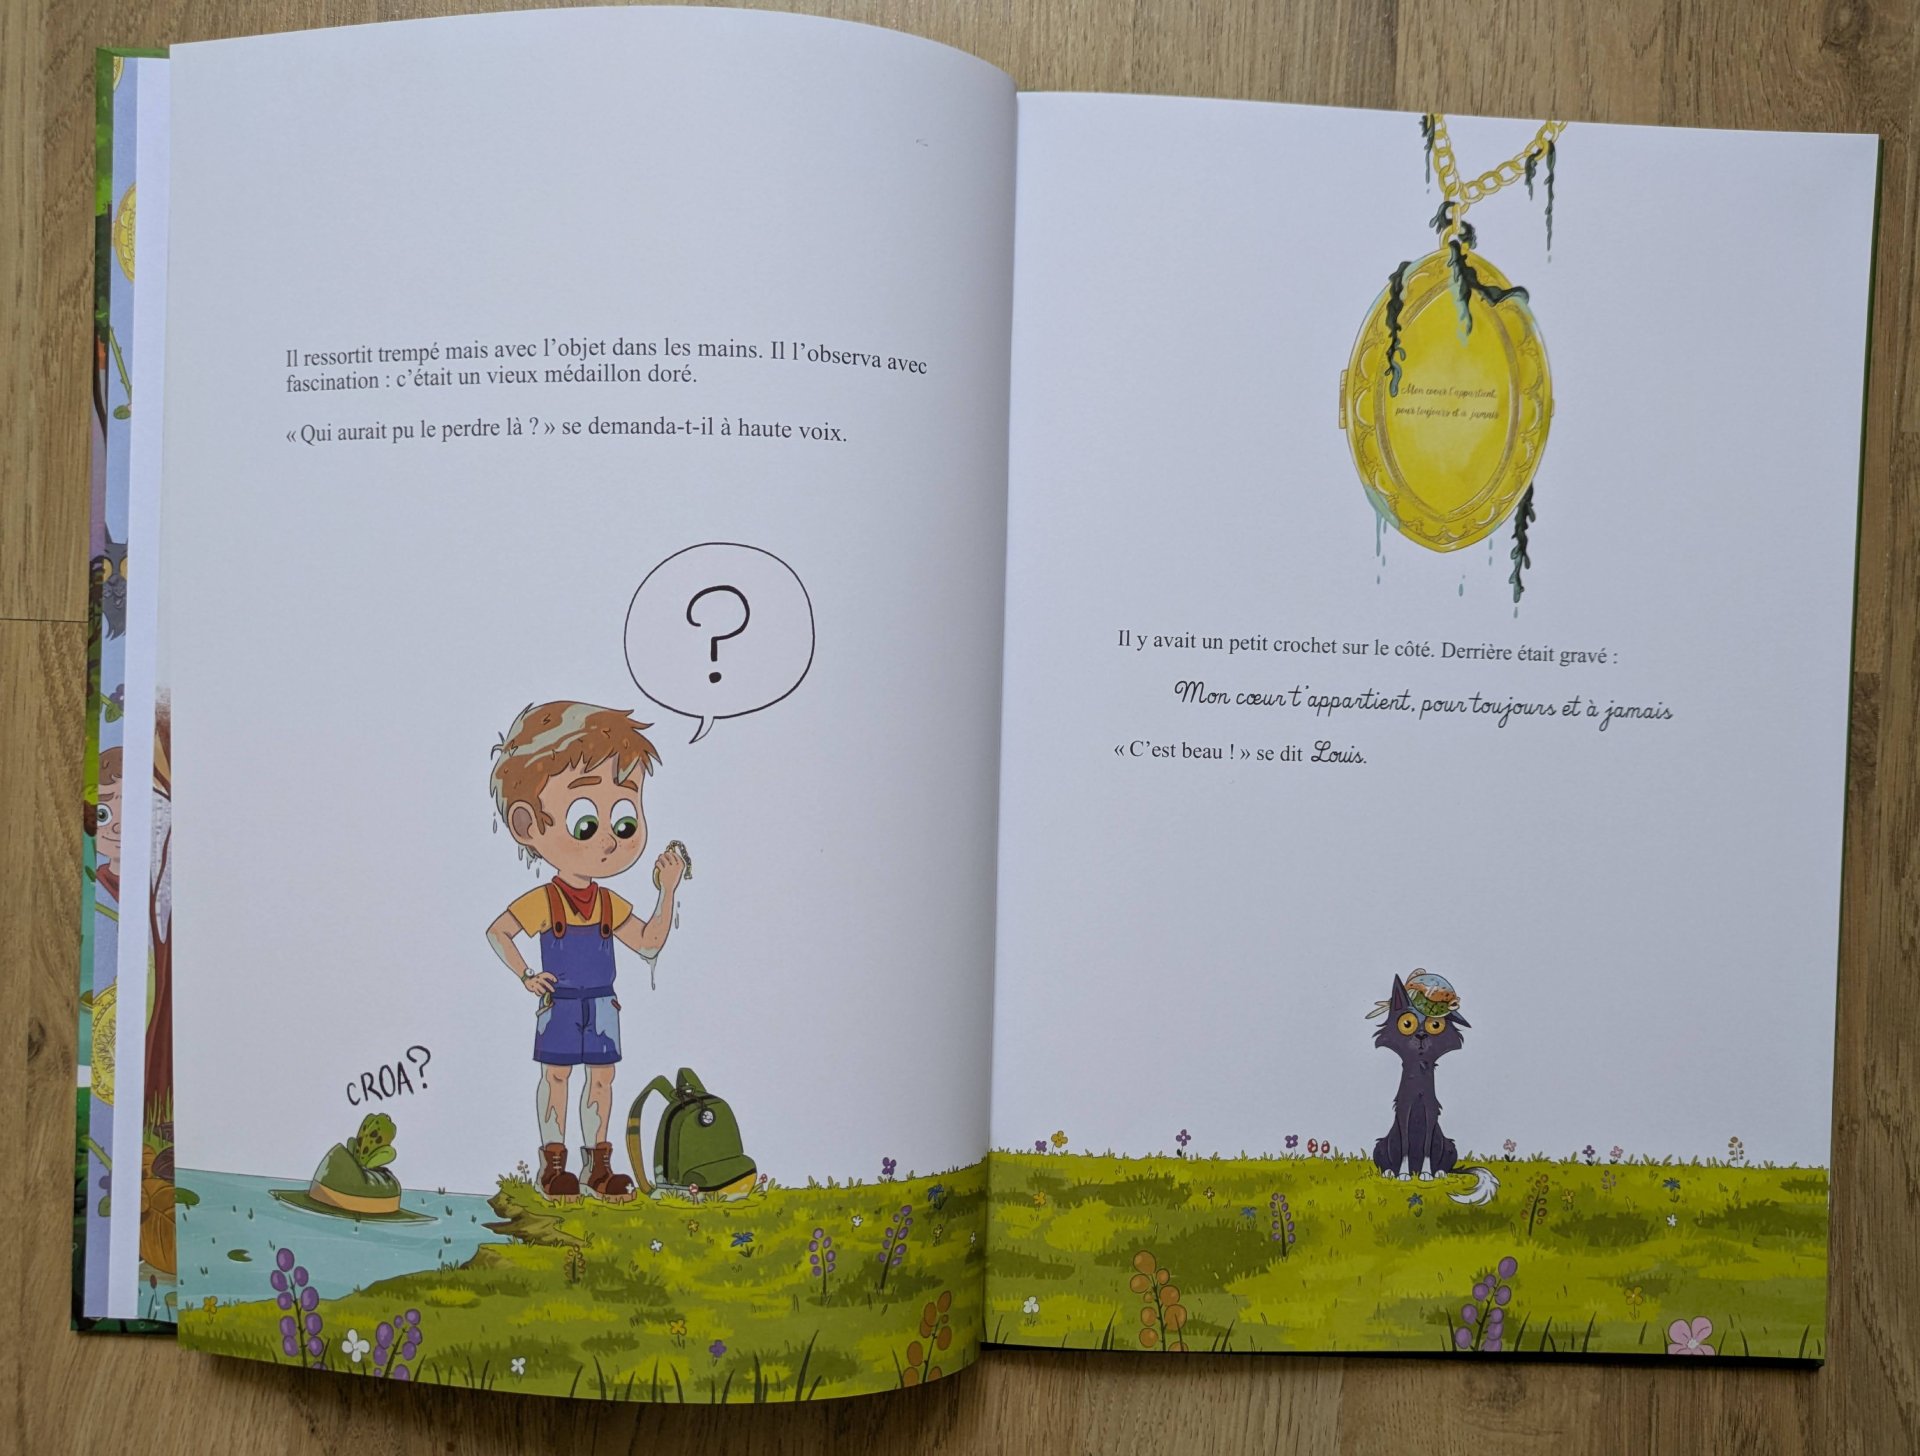 Il ressortit trempé mais avec l’objet dans les mains. Il l’observa avec
fascination : c’était un vieux médaillon doré.
« Qui aurait pu le perdre là ? » se demanda-t-il à haute voix.
?
CROA?
Mon cœur t'appartient,
pour toujours et à jamais
Il y avait un petit crochet sur le côté. Derrière était gravé :
Mon cœur t'appartient, pour toujours et à jamais
« C’est beau ! » se dit Louis.